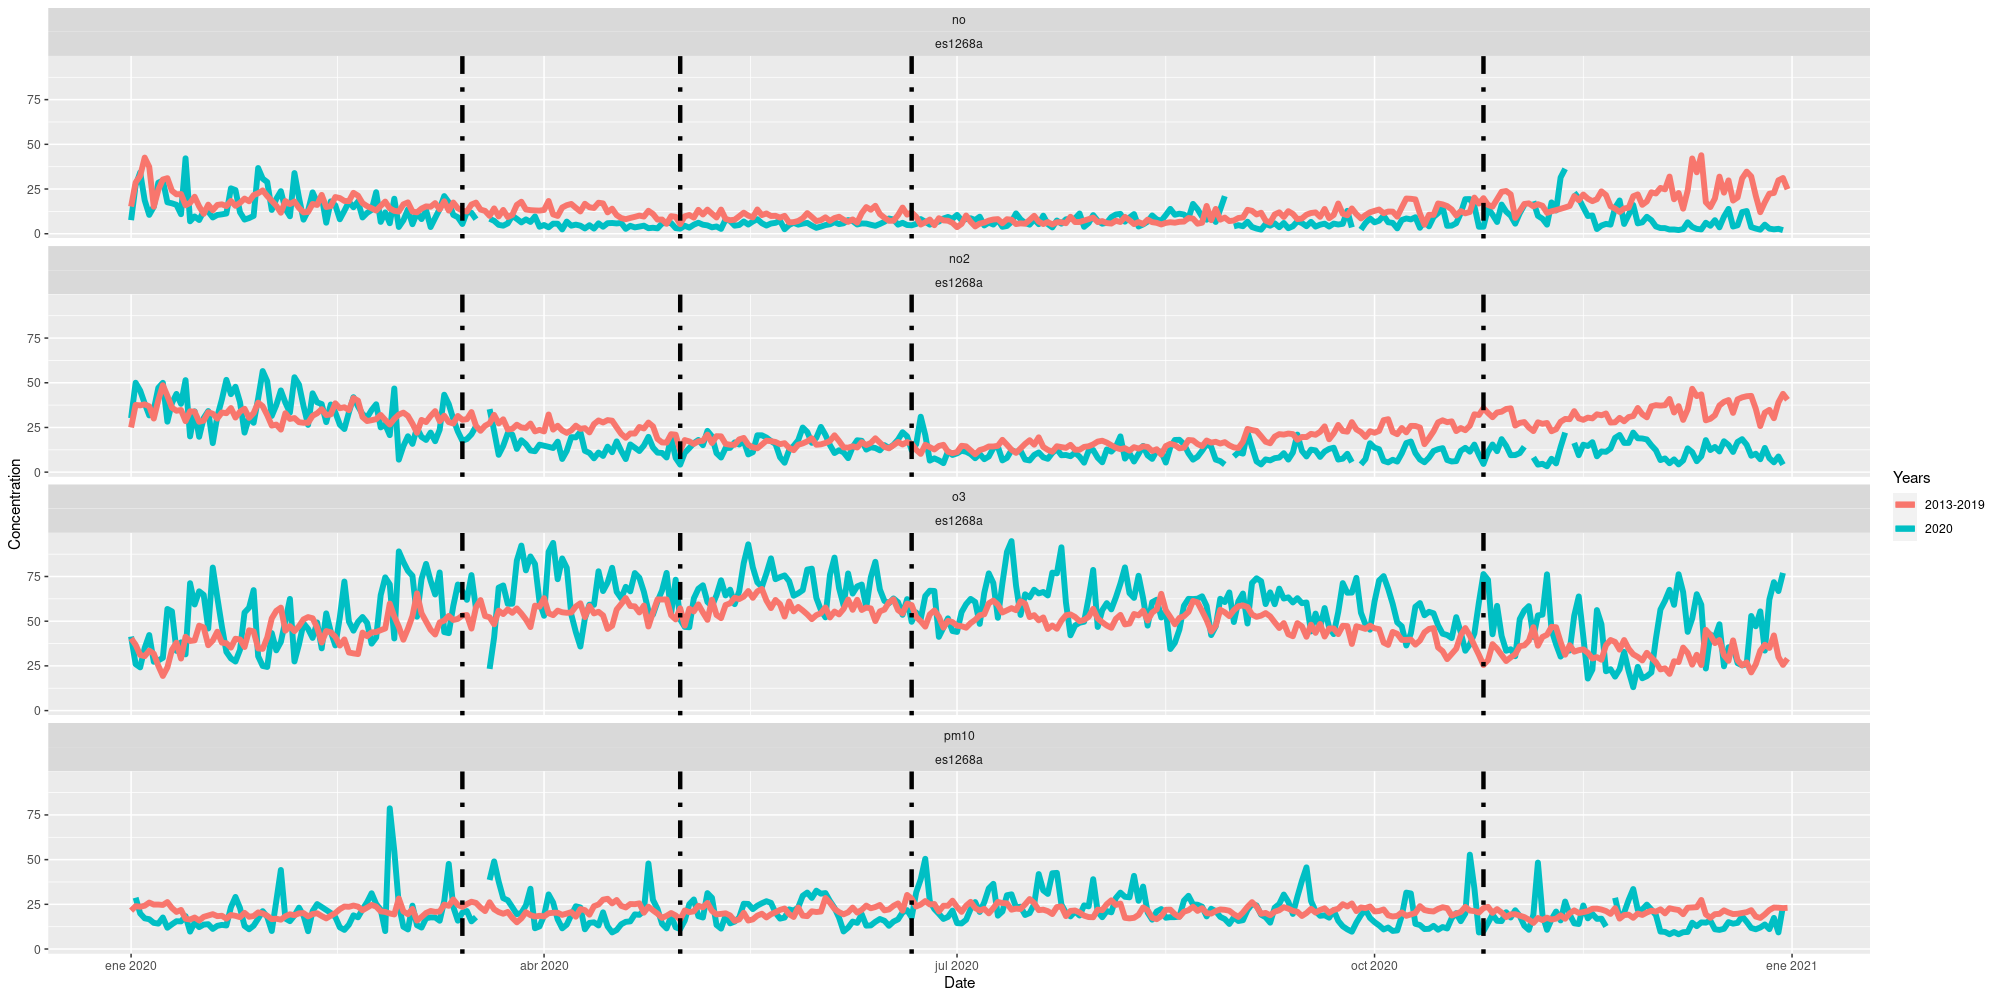 no
es1268a
75
50
25
0
no2
es1268a
75
50
25
0
o3
es1268a
75
50
25
0
pm10
es1268a
75
50
25
0
ene 2020
abr 2020
jul 2020
oct 2020
ene 2021
Date
Concentration
Years
2013-2019
2020